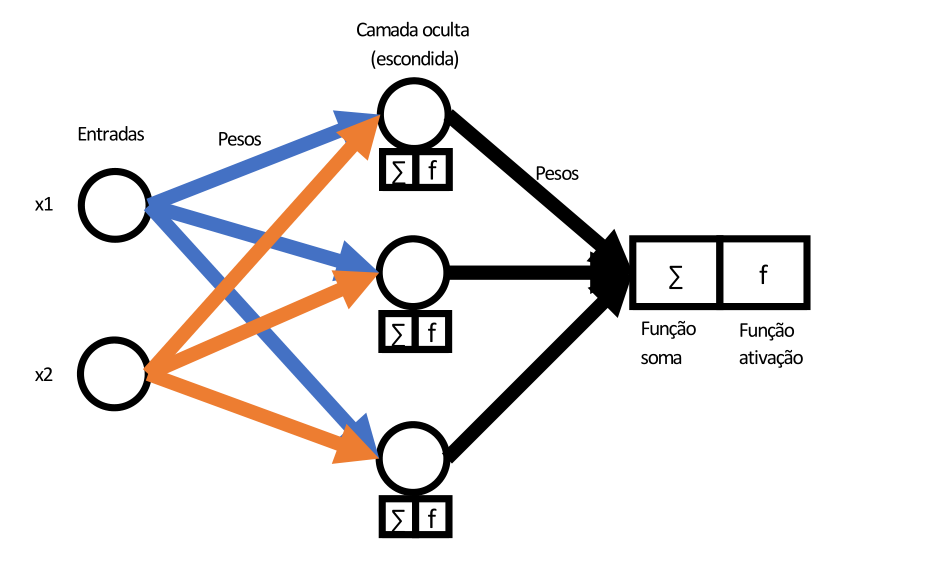 Camada oculta
(escondida)
Entradas
Pesos
∑ f
Pesos
x1
∑ f
∑ f
Função
soma
Função
ativação
x2
∑ f